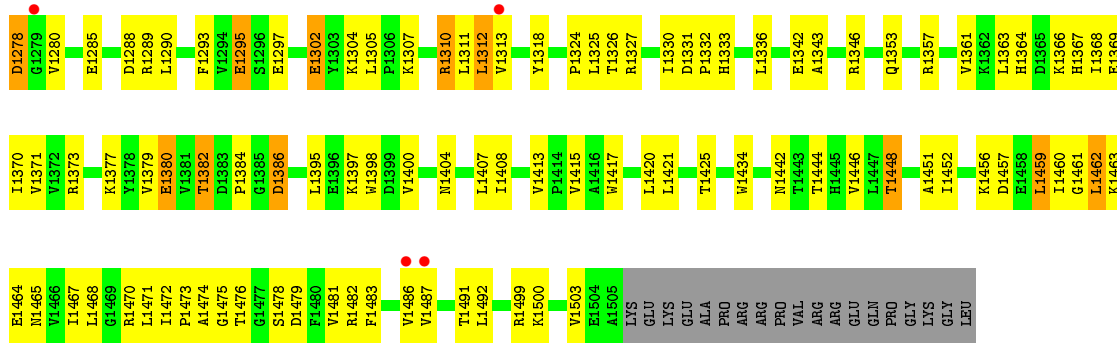 D1278 G1279 V1280 E1285 D1288 R1289 L1290 F1293 V1294 E1295 S1296 E1297 E1302 Y1303 K1304 L1305 P1306 K1307 R1310 L1311 L1312 V1313 Y1318 P1324 L1325 T1326 R1327 I1330 D1331 P1332 H1333 L1336 E1342 A1343 R1346 Q1353 R1357 V1361 K1362 L1363 H1364 D1365 K1366 H1367 I1368 E1369
I1370 V1371 V1372 R1373 K1377 Y1378 V1379 E1380 V1381 T1382 D1383 P1384 G1385 D1386 L1395 E1396 K1397 W1398 D1399 V1400 N1404 L1407 I1408 V1413 P1414 V1415 A1416 W1417 L1420 L1421 T1425 W1434 N1442 T1443 T1444 H1445 V1446 L1447 T1448 A1451 I1452 K1456 D1457 E1458 L1459 I1460 G1461 L1462 K1463
E1464 N1465 V1466 I1467 L1468 G1469 R1470 L1471 I1472 P1473 A1474 G1475 T1476 G1477 S1478 D1479 F1480 V1481 R1482 F1483 V1486 V1487 T1491 L1492 R1499 K1500 V1503 E1504 A1505 LYS GLU LYS GLU ALA PRO ARG ARG PRO VAL ARG ARG GLU GLN PRO GLY LYS GLY LEU